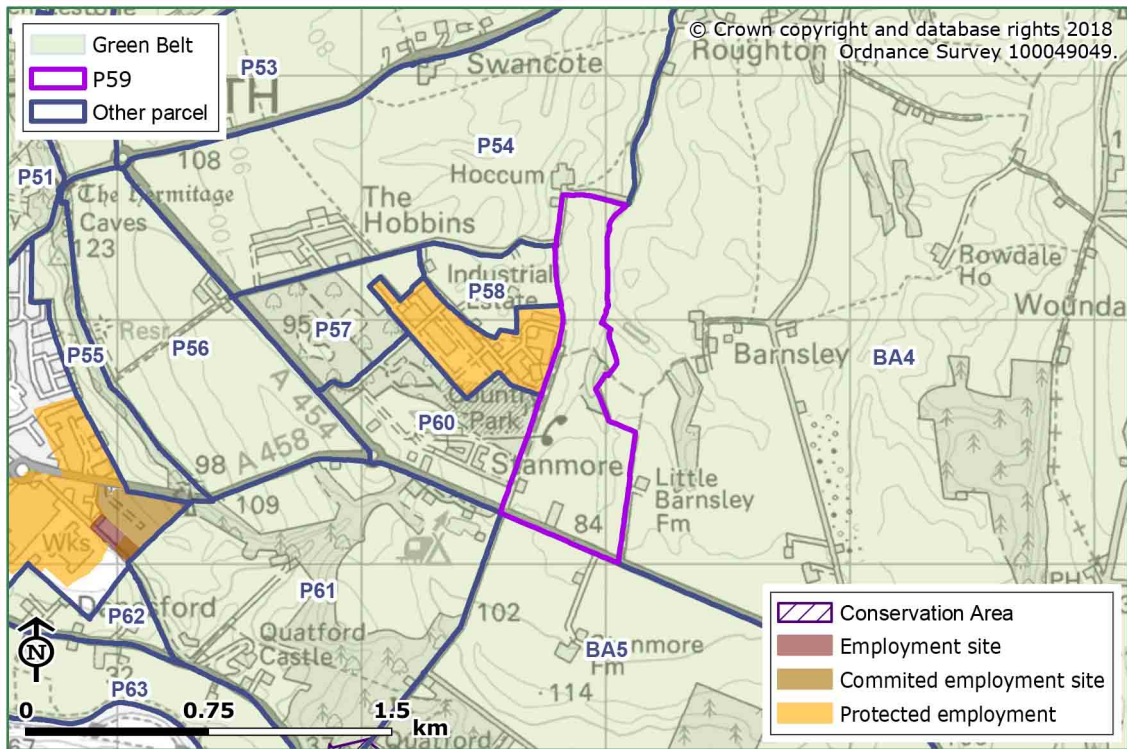 Green Belt
P59
Other parcel
© Crown copyright and database rights 2018
Ordnance Survey 100049049.
P53
TH
108
Swancote
Roughton
P51
The Hermitage
Caves
123
P54
Hoccum
The
Hobbins
Industrial
Estate
P58
Rowdale
Ho
Wounda
95
P57
Resr
P56
P55
Barnsley
BA4
A 454
Country
Park
P60
Stanmore
A 458
98
109
Little
Barnsley
Fm
84
Wks
P61
102
P62
Quatford
Castle
32
Stanmore
Fm
BA5
114
PH
P63
37
Quatford
N
0
0.75
1.5
km
Conservation Area
Employment site
Commited employment site
Protected employment